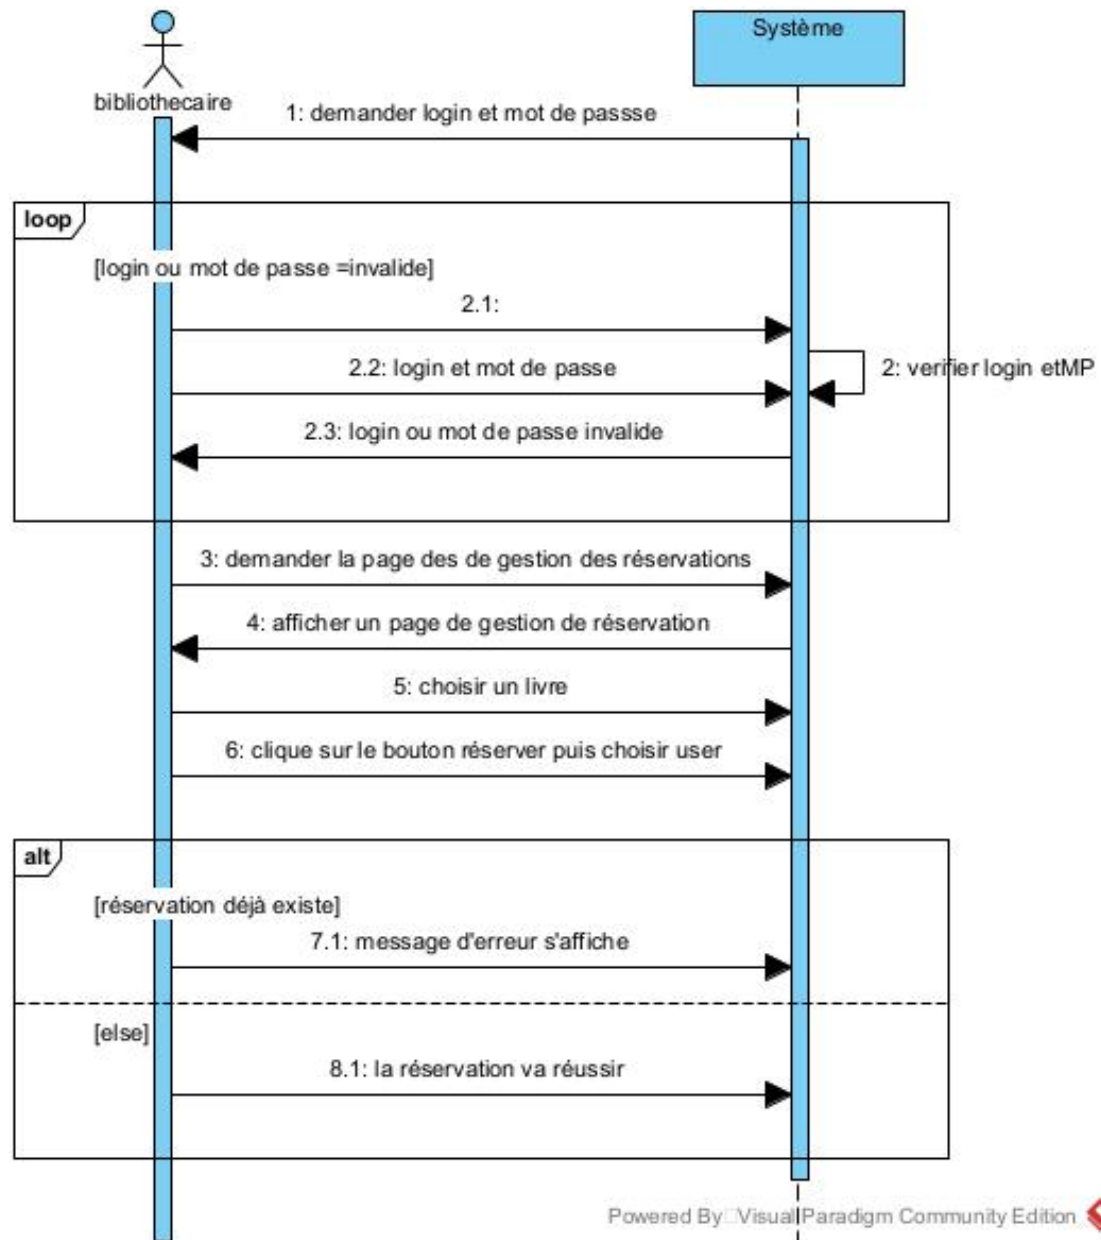 Système
bibliothecaire
1: demander login et mot de passse
loop
[login ou mot de passe =invalide]
2.1:
2.2: login et mot de passe
2: verifier login etMP
2.3: login ou mot de passe invalide
3: demander la page des de gestion des réservations
4: afficher un page de gestion de réservation
5: choisir un livre
6: clique sur le bouton réserver puis choisir user
alt
[réservation déjà existe]
7.1: message d'erreur s'affiche
[else]
8.1: la réservation va réussir
Powered By Visual Paradigm Community Edition